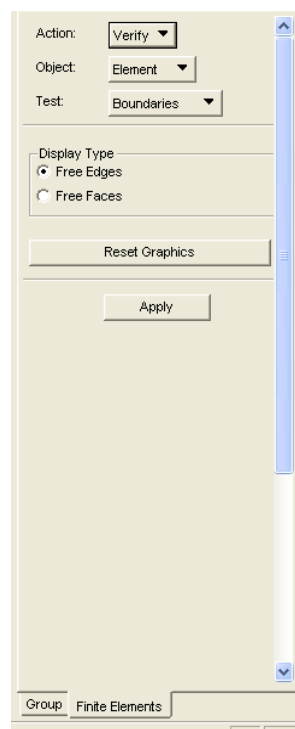 Action: Verify
Object: Element
Test: Boundaries
Display Type
Free Edges
Free Faces
Reset Graphics
Apply
Group Finite Elements